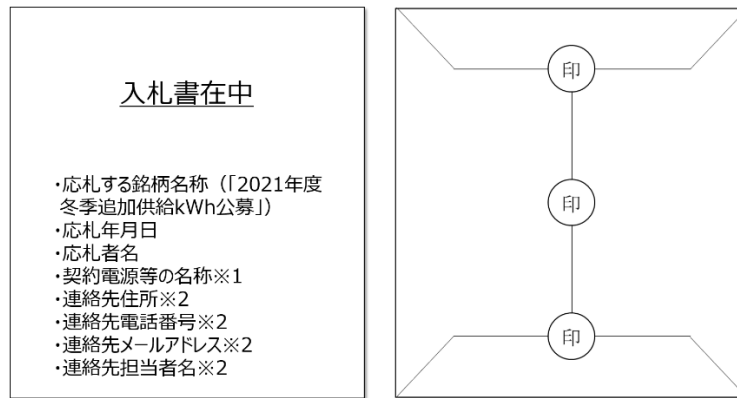 入札書在中
・応札する銘柄名称（「2021年度
冬季追加供給kWh公募」）
・応札年月日
・応札者名
・契約電源等の名称※1
・連絡先住所※2
・連絡先電話番号※2
・連絡先メールアドレス※2
・連絡先担当者名※2
印
印
印